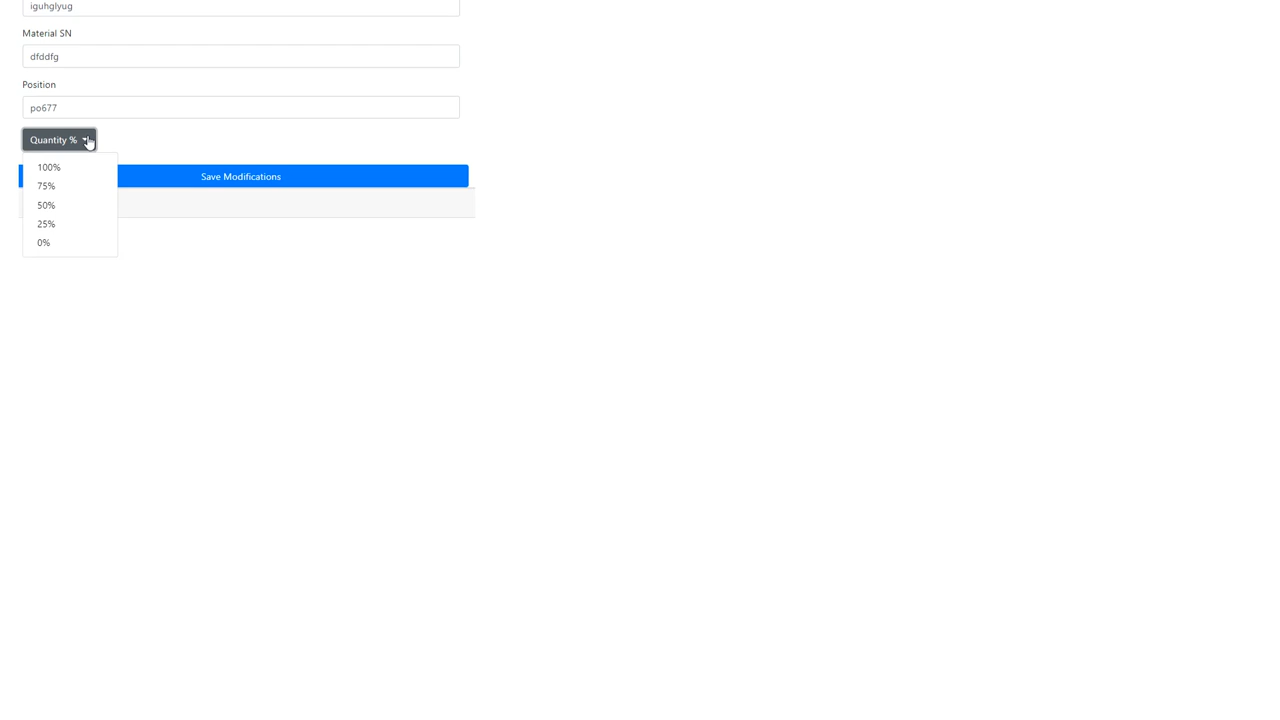 iguhglyug
Material SN
dfddfg
Position
po677
Quantity %
100%
75%
50%
25%
0%
Save Modifications